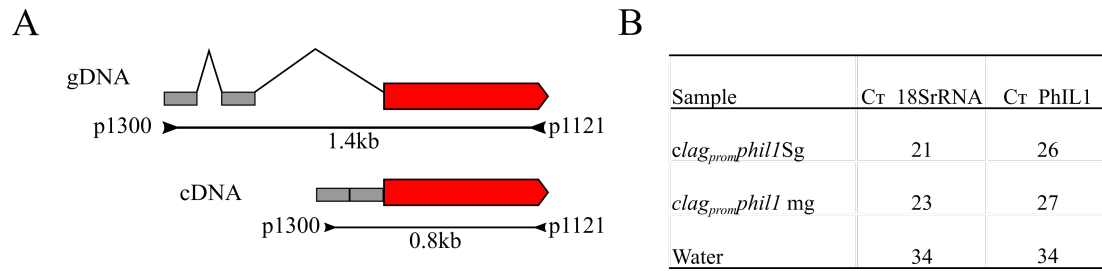 A
gDNA
p1300
p1121
1.4kb
cDNA
p1300
p1121
0.8kb
B
Sample CT 18SrRNA CT PhIL1
clagpromphil1Sg 21 26
clagpromphil1 mg 23 27
Water 34 34